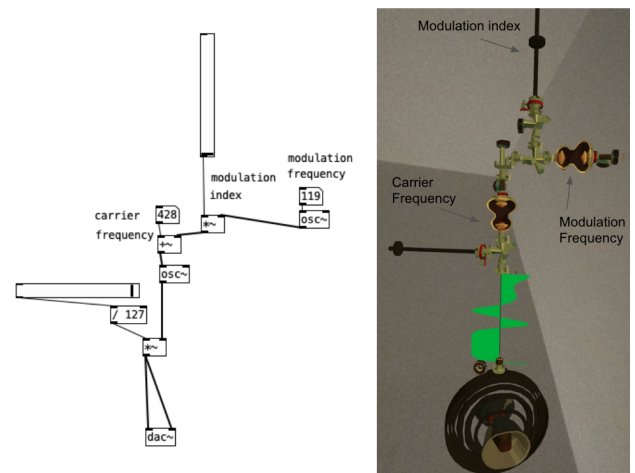 Modulation index
modulation
frequency
modulation
index
119
carrier
frequency
428
*~
osc~
+~
osc~
/ 127
*~
dac~
Carrier
Frequency
Modulation
Frequency